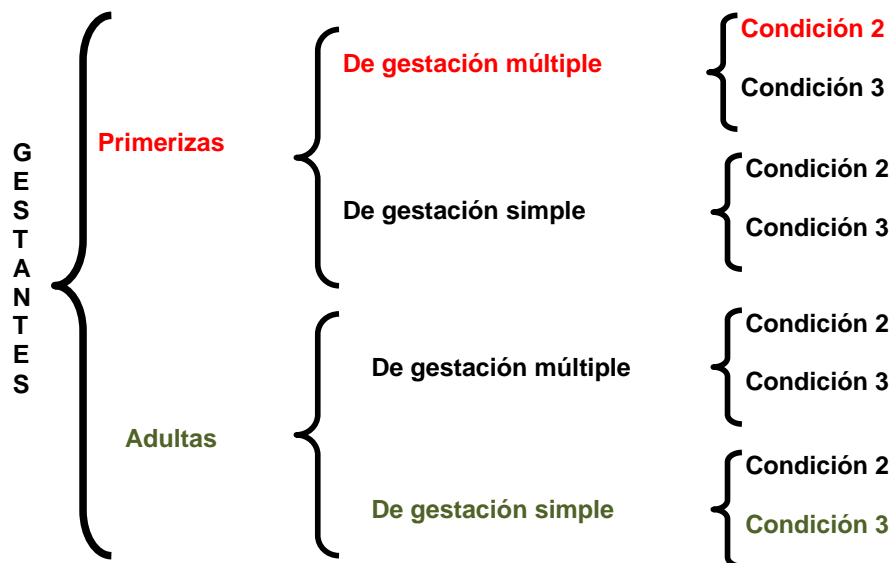 GESTANTES
Primerizas
De gestación múltiple
Condición 2
Condición 3
De gestación simple
Condición 2
Condición 3
Adultas
De gestación múltiple
Condición 2
Condición 3
De gestación simple
Condición 2
Condición 3